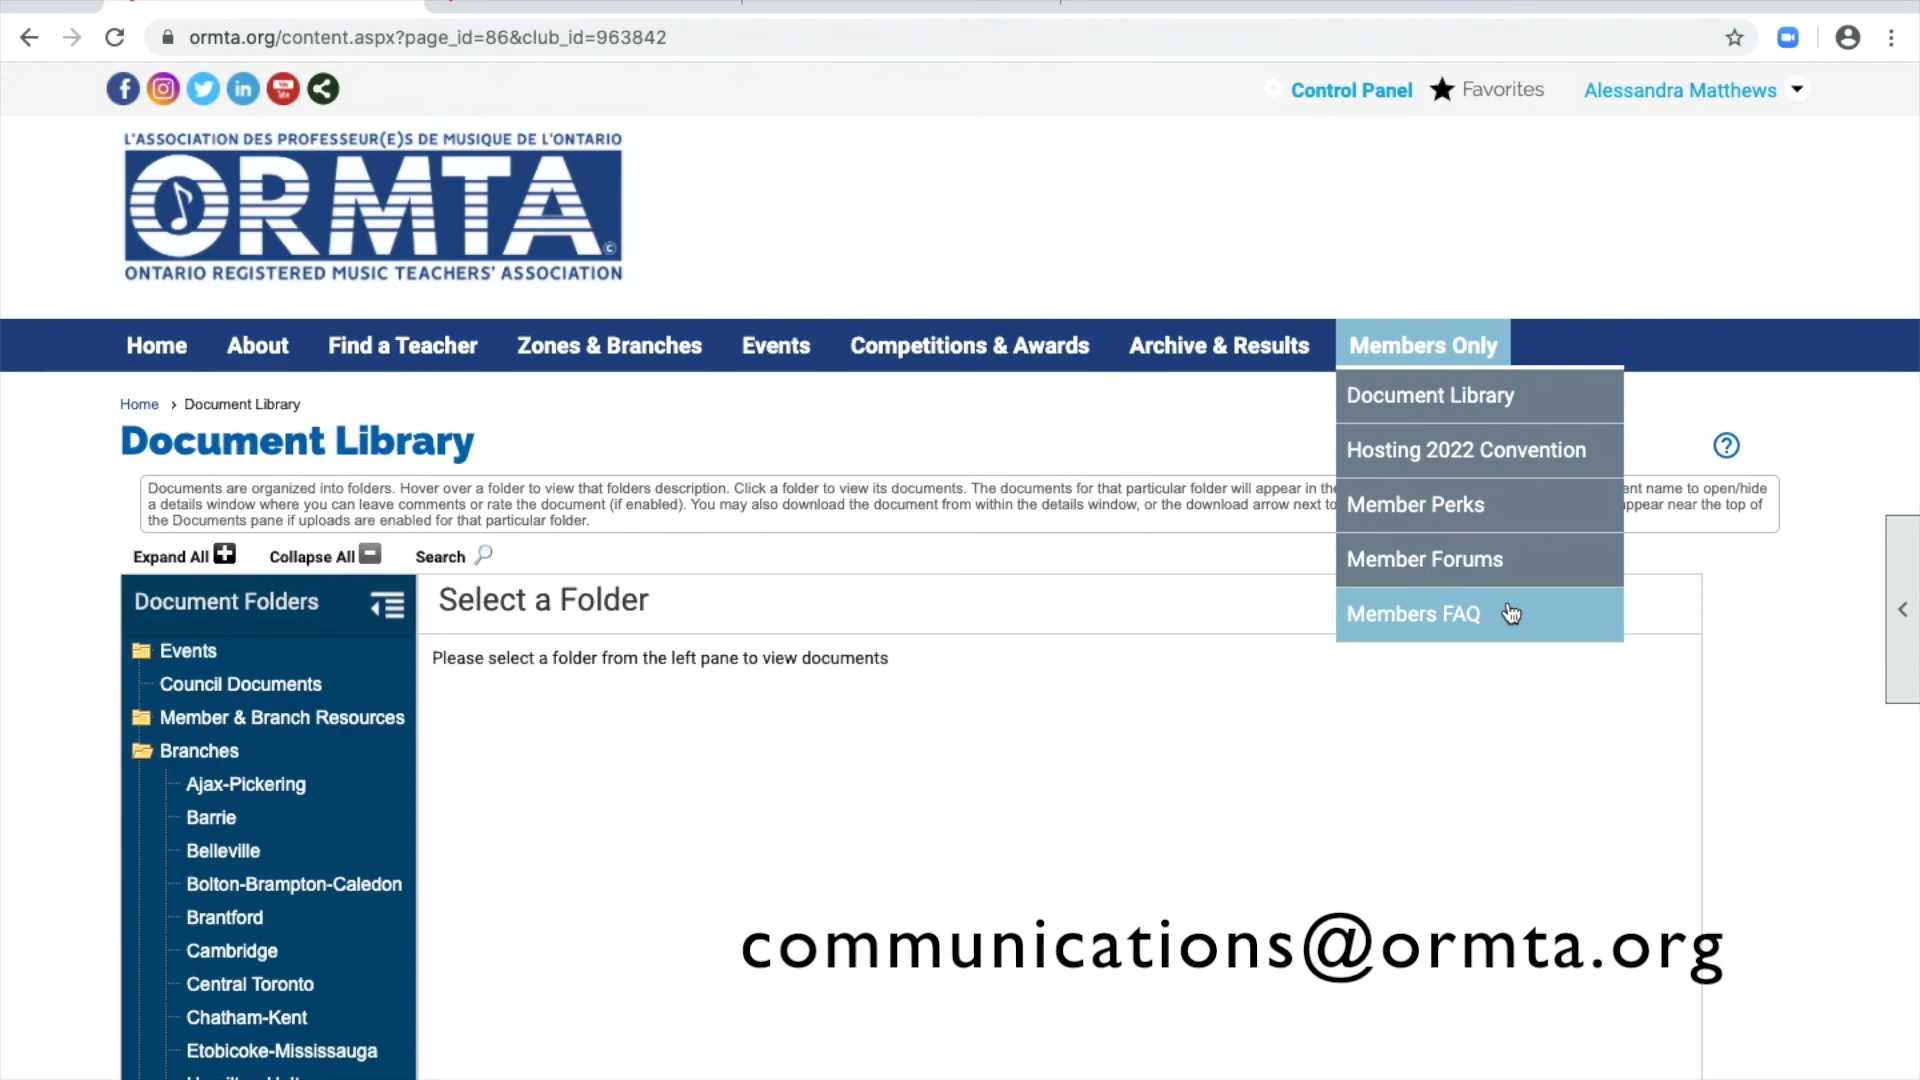 ormta.org/content.aspx?page_id=86&club_id=963842
Control Panel
Favorites
Alessandra Matthews
L'ASSOCIATION DES PROFESSEUR(E)S DE MUSIQUE DE L'ONTARIO
ORMTA
ONTARIO REGISTERED MUSIC TEACHERS' ASSOCIATION
Home
About
Find a Teacher
Zones & Branches
Events
Competitions & Awards
Archive & Results
Members Only
Document Library
Hosting 2022 Convention
Member Perks
Member Forums
Members FAQ
Home › Document Library
Document Library
Documents are organized into folders. Hover over a folder to view that folders description. Click a folder to view its documents. The documents for that particular folder will appear in the
ent name to open/hide
a details window where you can leave comments or rate the document (if enabled). You may also download the document from within the details window, or the download arrow next to
ppear near the top of
the Documents pane if uploads are enabled for that particular folder.
Expand All
Collapse All
Search
Document Folders
Select a Folder
Please select a folder from the left pane to view documents
Events
Council Documents
Member & Branch Resources
Branches
Ajax-Pickering
Barrie
Belleville
Bolton-Brampton-Caledon
Brantford
Cambridge
Central Toronto
Chatham-Kent
Etobicoke-Mississauga
communications@ormta.org